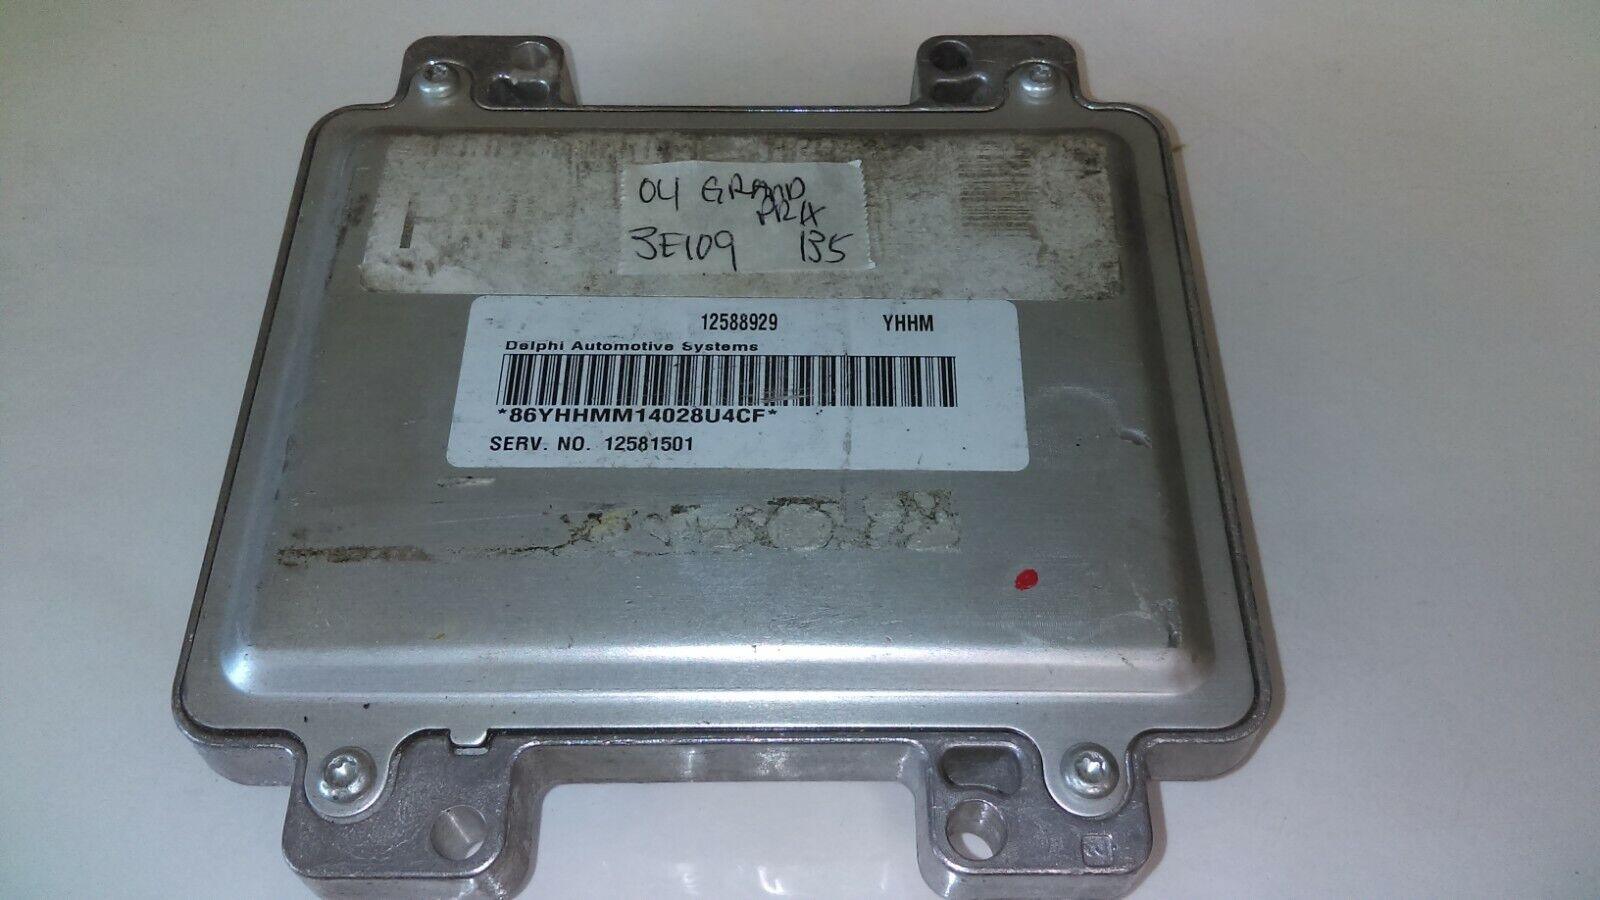 04 GRAND
PRIX
3E109 135
12588929 YHHM
Delphi Automotive Systems
*86YHHMM14028U4CF*
SERV. NO. 12581501